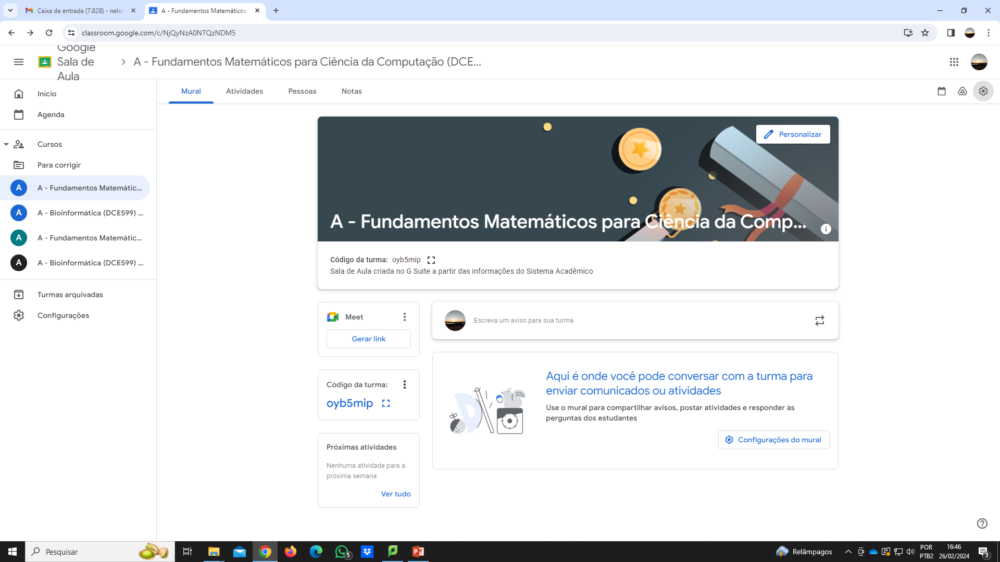 Caixa de entrada (7.828) - nelso
A - Fundamentos Matemáticos
classroom.google.com/c/NjQyNzA0NTQzNDM5
Google
Sala de
Aula
A - Fundamentos Matemáticos para Ciência da Computação (DCE...
Início
Agenda
Cursos
Para corrigir
A
A - Fundamentos Matemátic...
A
A - Bioinformática (DCE599) ...
A
A - Fundamentos Matemátic...
A
A - Bioinformática (DCE599) ...
Turmas arquivadas
Configurações
Mural
Atividades
Pessoas
Notas
Personalizar
A - Fundamentos Matemáticos para Ciência da Comp...
Código da turma: oyb5mip
Sala de Aula criada no G Suite a partir das informações do Sistema Acadêmico
Meet
Gerar link
Código da turma:
oyb5mip
Próximas atividades
Nenhuma atividade para a
próxima semana
Ver tudo
Escreva um aviso para sua turma
Aqui é onde você pode conversar com a turma para
enviar comunicados ou atividades
Use o mural para compartilhar avisos, postar atividades e responder às
perguntas dos estudantes
Configurações do mural
Pesquisar
5
Relâmpagos
POR
PTB2
16:46
26/02/2024
3